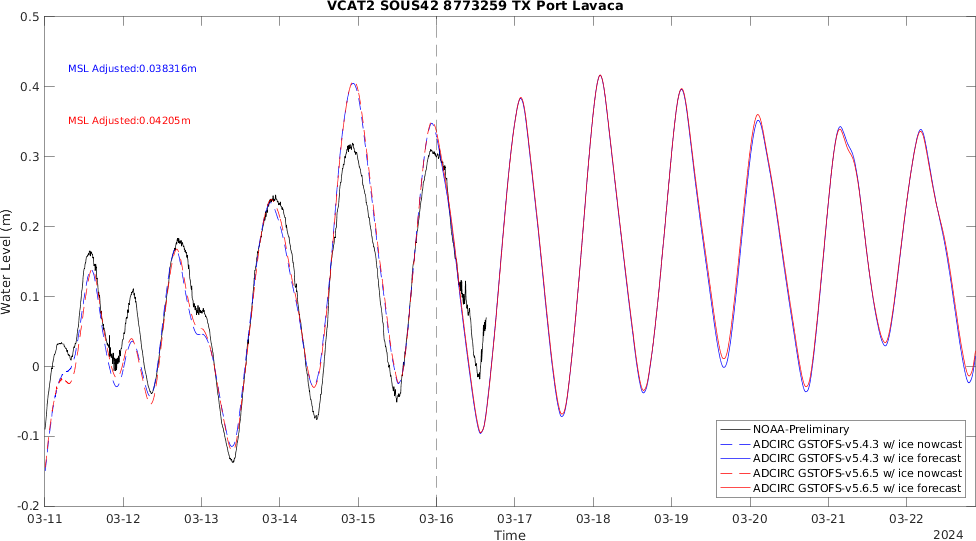 VCAT2 SOUS42 8773259 TX Port Lavaca
0.5
0.4
0.3
0.2
0.1
0
-0.1
-0.2
Water Level (m)
MSL Adjusted:0.038316m
MSL Adjusted:0.04205m
NOAA-Preliminary
ADCIRC GSTOFS-v5.4.3 w/ ice nowcast
ADCIRC GSTOFS-v5.4.3 w/ ice forecast
ADCIRC GSTOFS-v5.6.5 w/ ice nowcast
ADCIRC GSTOFS-v5.6.5 w/ ice forecast
03-11 03-12 03-13 03-14 03-15 03-16 03-17 03-18 03-19 03-20 03-21 03-22
Time
2024